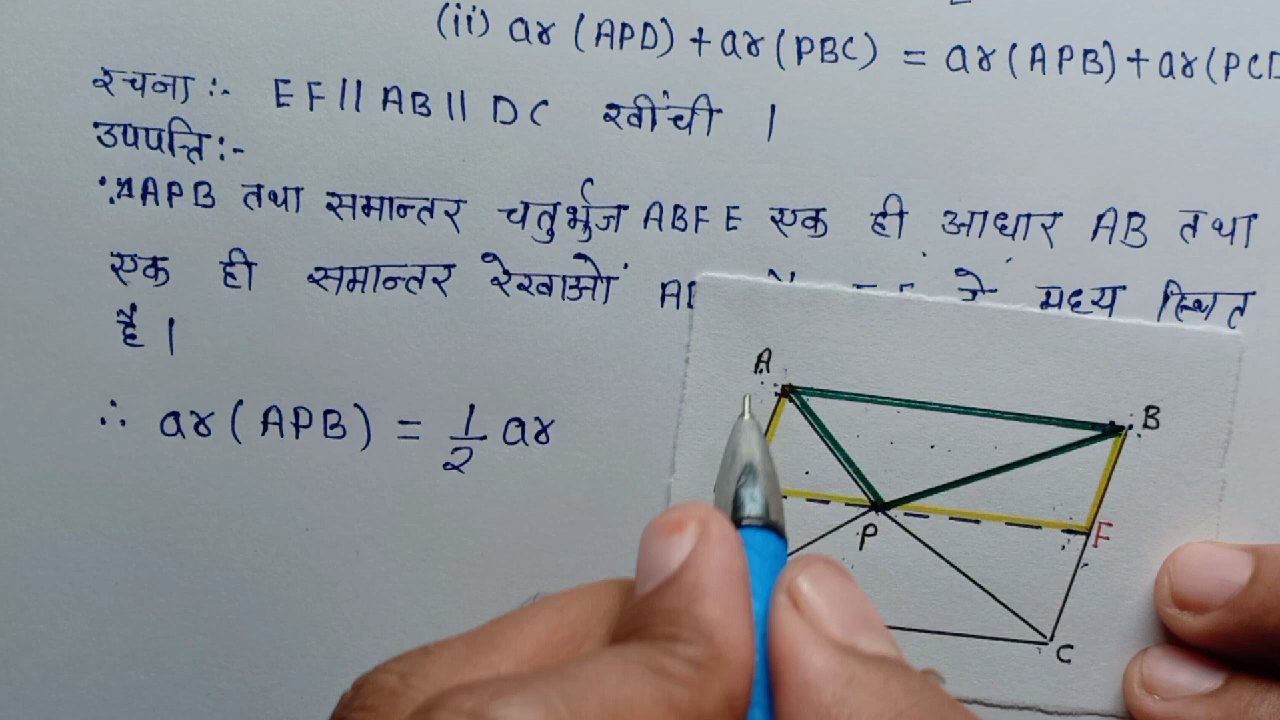 (ii) ar (APD) + ar (PBC) = ar (APB) + ar (PCD
रचना :- EF || AB || DC खींची ।
उपपत्ति :-
APB तथा समान्तर चतुर्भुज ABFE एक ही आधार AB तथा
एक ही समान्तर रेखाओं के मध्य स्थित
है ।
∴ ar (APB) = 1/2 ar
A
B
P
F
C